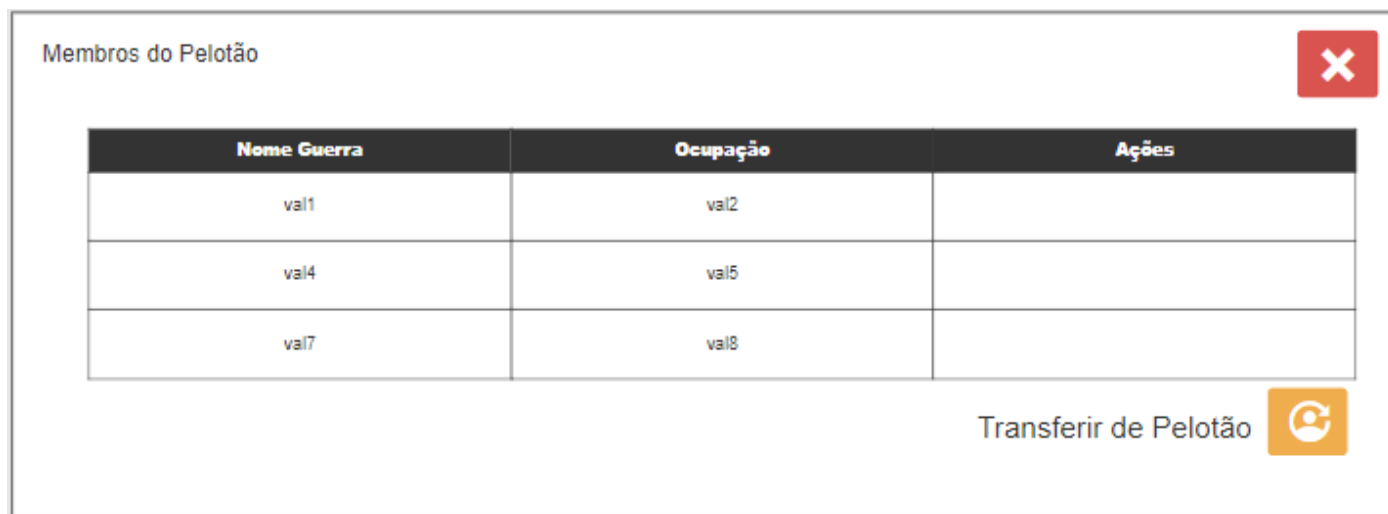 Membros do Pelotão
Nome Guerra Ocupação Ações
val1 val2
val4 val5
val7 val8
Transferir de Pelotão